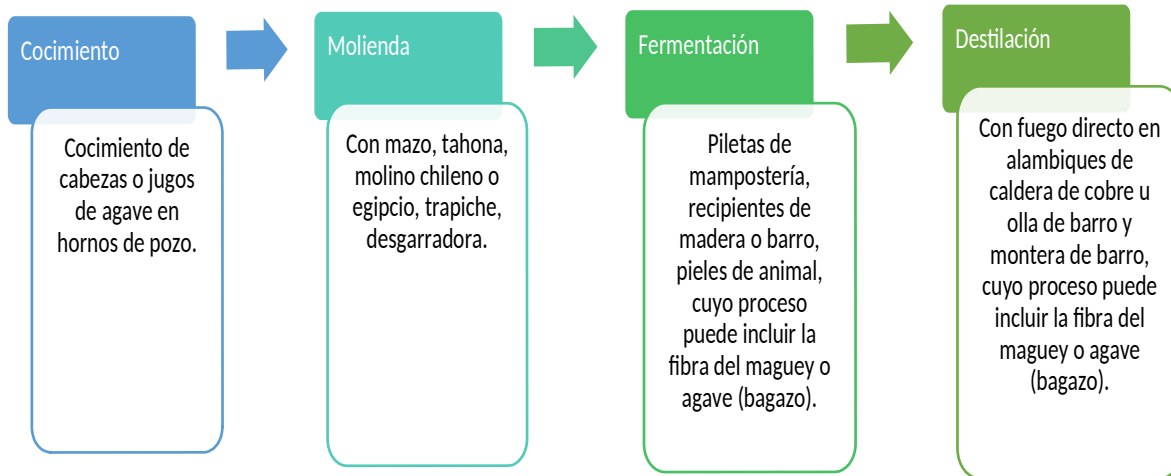 Cocimiento
Cocimiento de
cabezas o jugos
de agave en
hornos de pozo.
Molienda
Con mazo, tahona,
molino chileno o
egipcio, trapiche,
desgarradora.
Fermentación
Piletas de
mampostería,
recipientes de
madera o barro,
pieles de animal,
cuyo proceso
puede incluir la
fibra del maguey o
agave (bagazo).
Destilación
Con fuego directo en
alambiques de
caldera de cobre u
olla de barro y
montera de barro,
cuyo proceso puede
incluir la fibra del
maguey o agave
(bagazo).